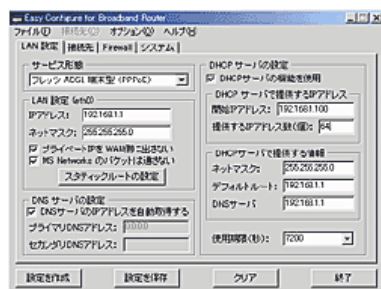 Easy Configure for Broadband Router
ファイル(F) 接続先(C) オプション(O) ヘルプ(H)
LAN 設定 接続先 Firewall システム
サービス形態
フレッツ ADSL 端末型 (PPPoE)
LAN 設定 (eth0)
IPアドレス: 192.168.1.1
ネットマスク: 255.255.255.0
プライベートIPを WAN側に出さない
MS Networks のパケットは通さない
スタティックルートの設定
DNS サーバの設定
DNSサーバのIPアドレスを自動取得する
プライマリDNSアドレス: 0.0.0.0
セカンダリDNSアドレス:
DHCP サーバの設定
DHCPサーバの機能を使用
DHCP サーバで提供するIPアドレス
開始IPアドレス: 192.168.1.100
提供するIPアドレス数(個): 64
DHCPサーバで提供する情報
ネットマスク: 255.255.255.0
デフォルトルート: 192.168.1.1
DNSサーバ: 192.168.1.1
使用期限(秒): 7200
設定を作成 設定を保存 クリア 終了